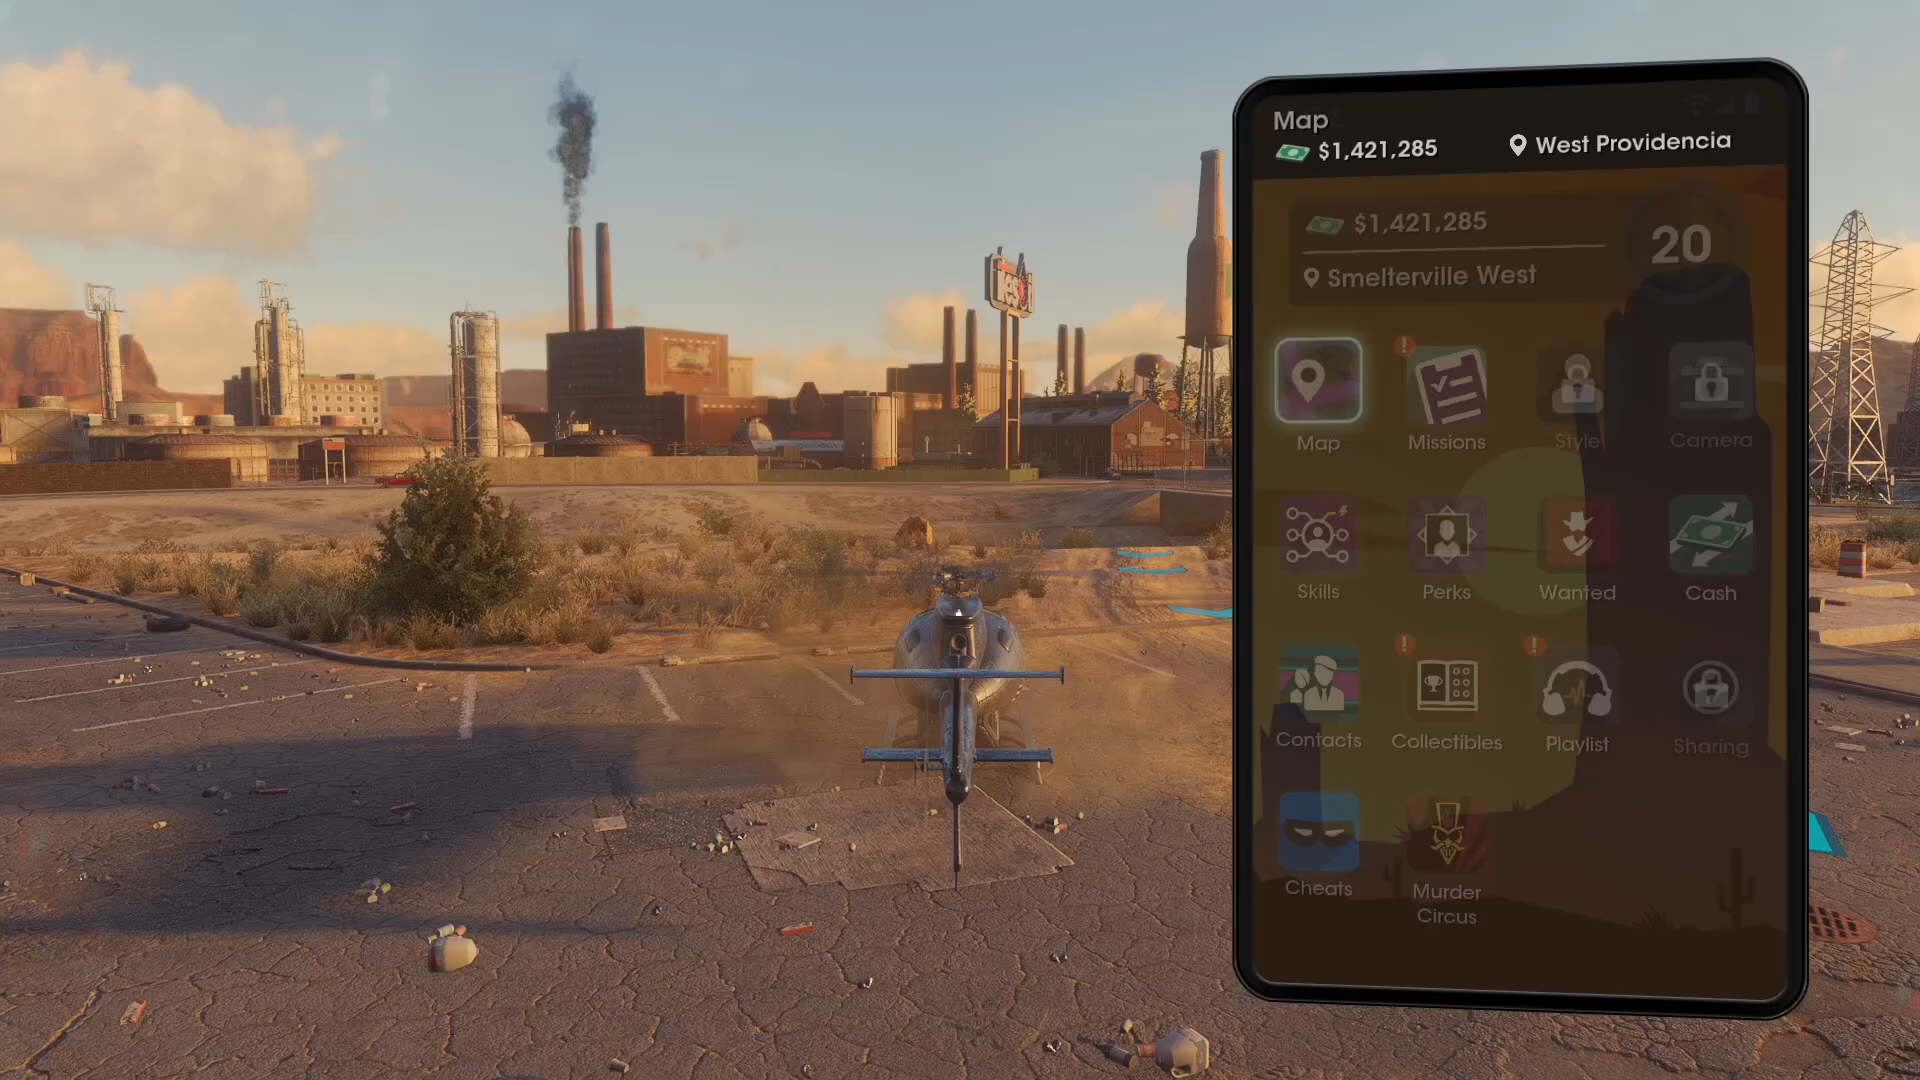 Map
$1,421,285
West Providencia
$1,421,285
20
Smelterville West
Map
Missions
Style
Camera
Skills
Perks
Wanted
Cash
Contacts
Collectibles
Playlist
Sharing
Cheats
Murder
Circus